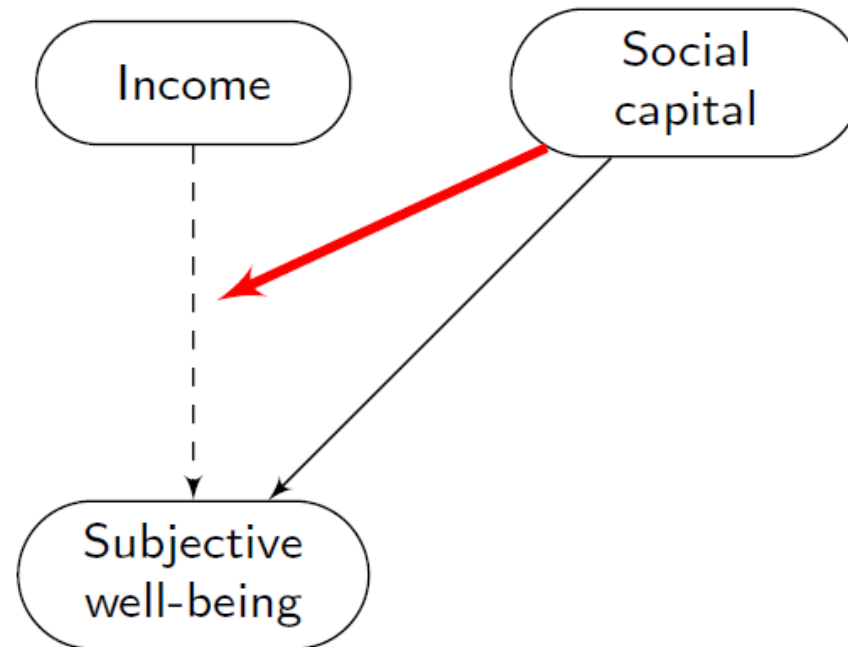 Income
Social
capital
Subjective
well-being